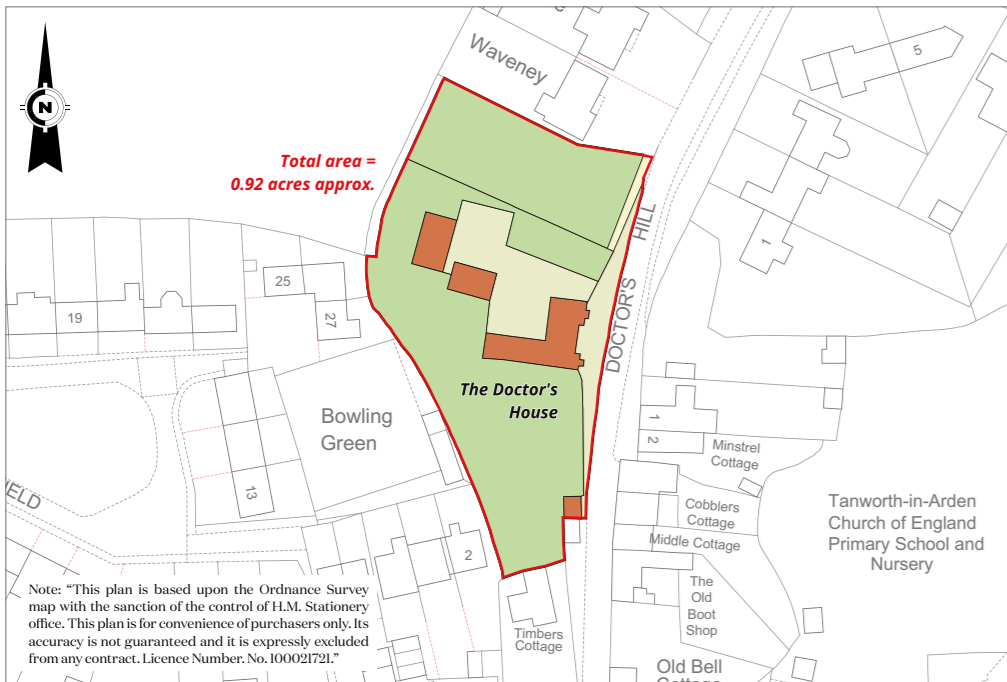 Waveney
5
N
Total area =
0.92 acres approx.
DOCTOR'S HILL
1
25
19
27
The Doctor's
House
Bowling
Green
1
2
Minstrel
Cottage
13
Cobblers
Cottage
Middle Cottage
Tanworth-in-Arden
Church of England
Primary School and
Nursery
2
The
Old
Boot
Shop
Timbers
Cottage
Old Bell
Note: “This plan is based upon the Ordnance Survey
map with the sanction of the control of H.M. Stationery
office. This plan is for convenience of purchasers only. Its
accuracy is not guaranteed and it is expressly excluded
from any contract. Licence Number. No. 100021721.”